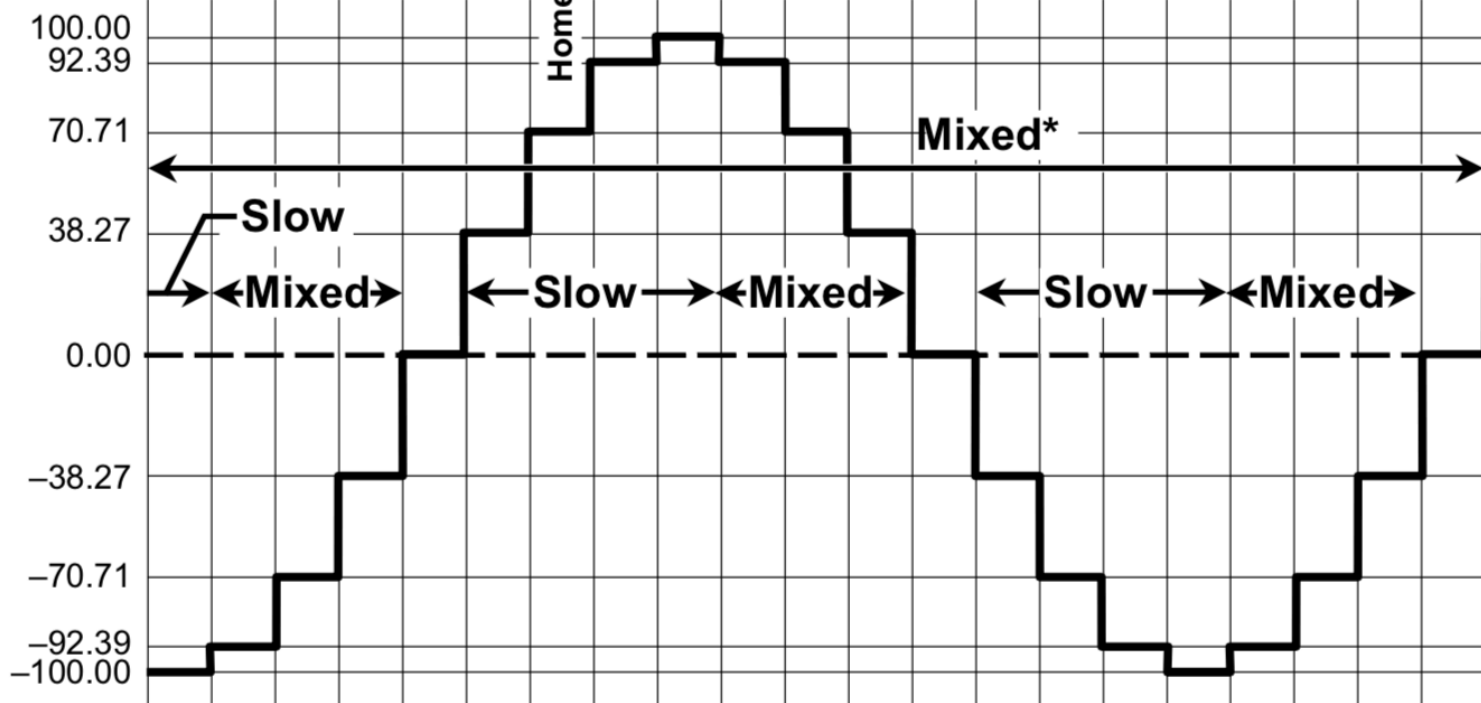 Home
100.00
92.39
70.71
Mixed*
38.27
Slow
Mixed
Slow
Mixed
Slow
Mixed
0.00
–38.27
–70.71
–92.39
–100.00